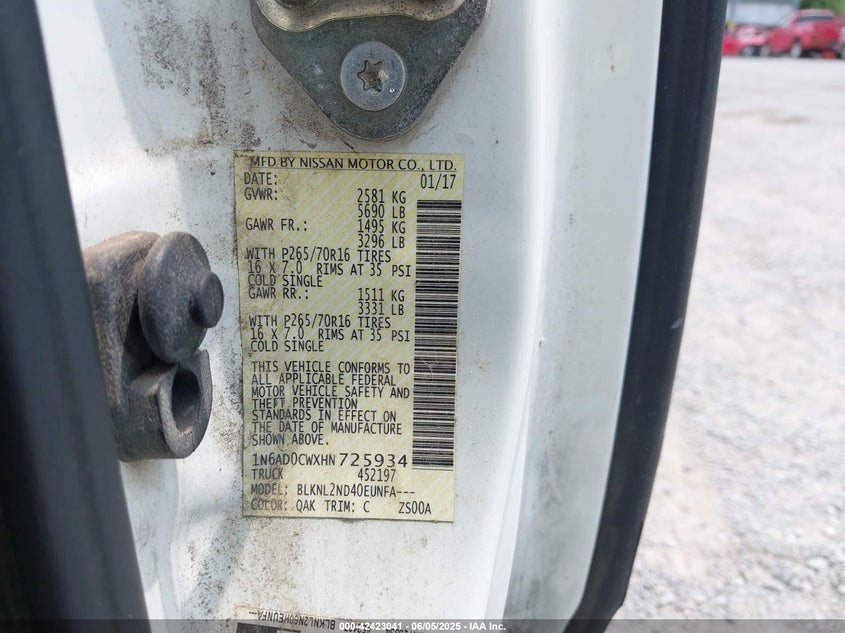 MFD BY NISSAN MOTOR CO., LTD.
DATE: 01/17
GVWR: 2581 KG
5690 LB
GAWR FR.: 1495 KG
3296 LB
WITH P265/70R16 TIRES
16 X 7.0 RIMS AT 35 PSI
COLD SINGLE
GAWR RR.: 1511 KG
3331 LB
WITH P265/70R16 TIRES
16 X 7.0 RIMS AT 35 PSI
COLD SINGLE
THIS VEHICLE CONFORMS TO
ALL APPLICABLE FEDERAL
MOTOR VEHICLE SAFETY AND
THEFT PREVENTION
STANDARDS IN EFFECT ON
THE DATE OF MANUFACTURE
SHOWN ABOVE.
1N6AD0CWXHN725934
TRUCK 452197
MODEL: BLKNL2ND40EUNFA---
COLOR: QAK TRIM: C ZS00A
000-42423041 - 06/05/2025 - IAA Inc.